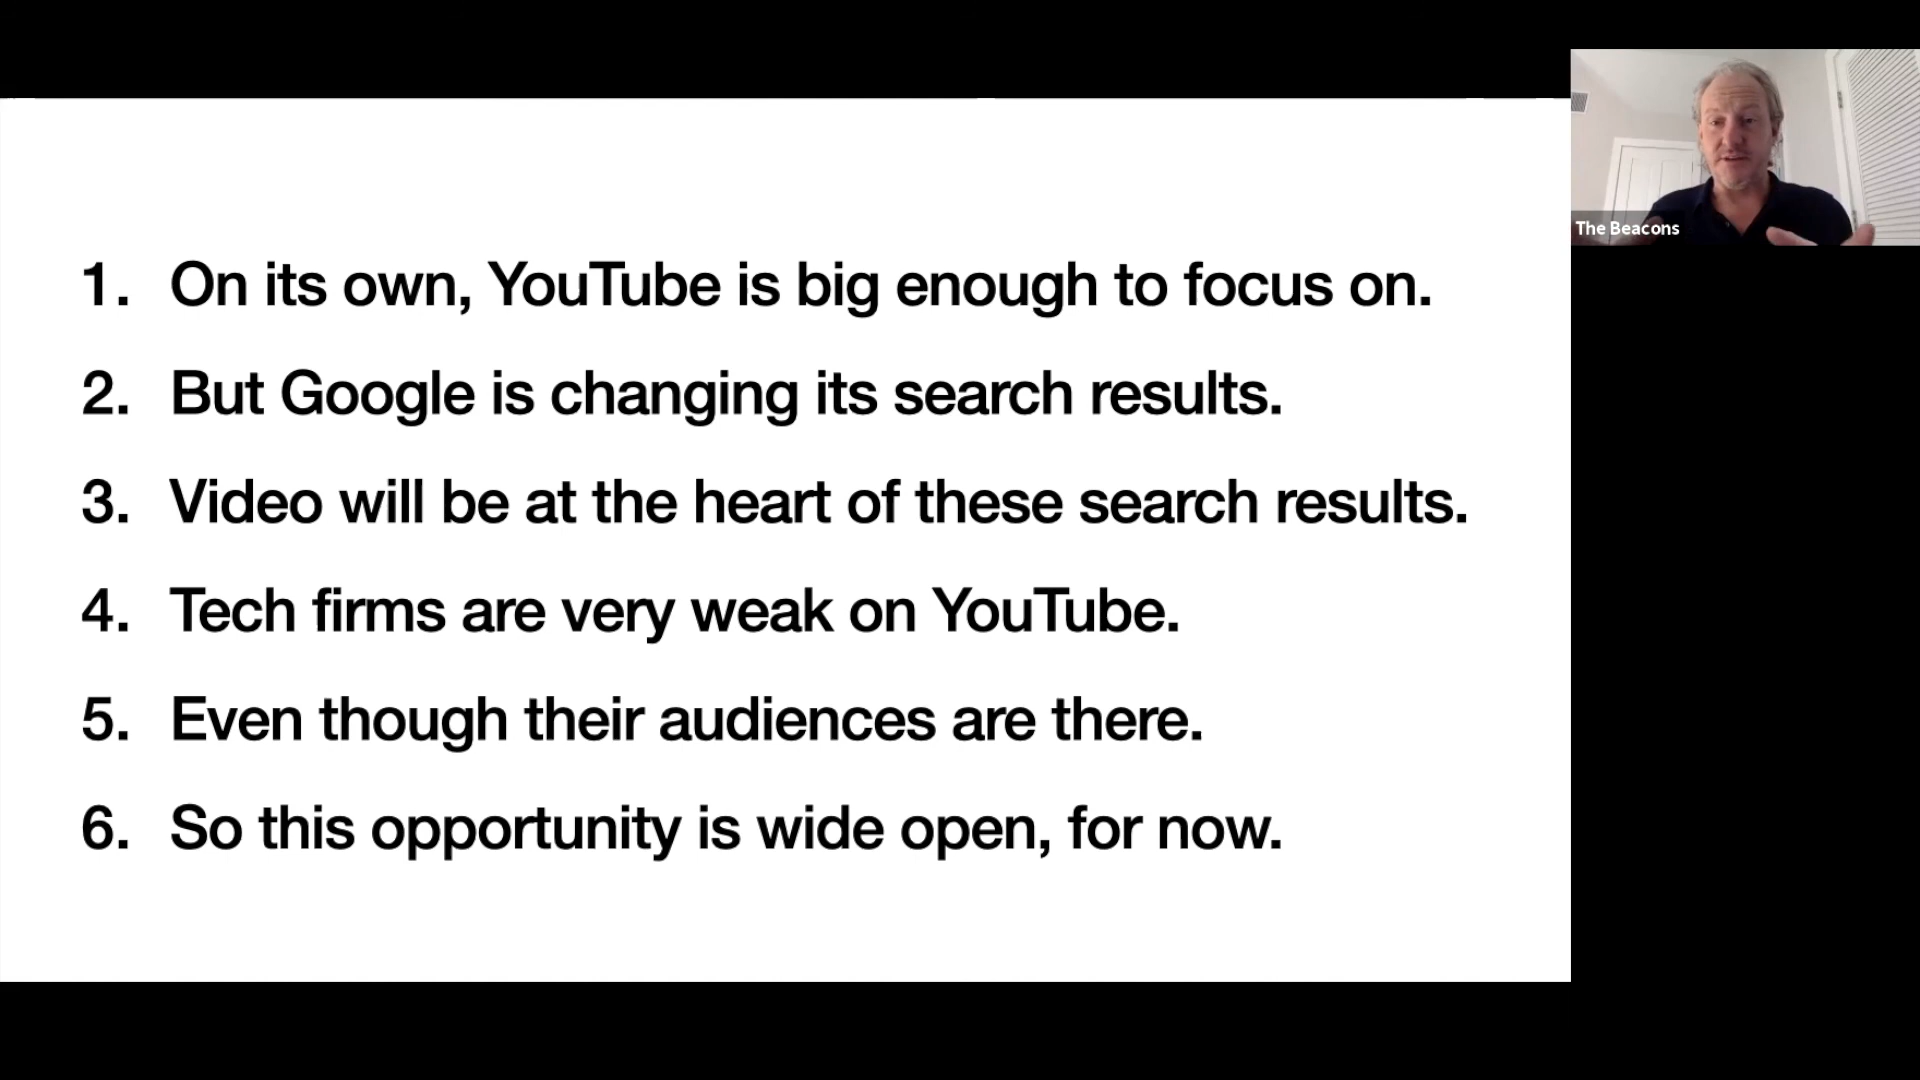 1. On its own, YouTube is big enough to focus on.
2. But Google is changing its search results.
3. Video will be at the heart of these search results.
4. Tech firms are very weak on YouTube.
5. Even though their audiences are there.
6. So this opportunity is wide open, for now.
The Beacons